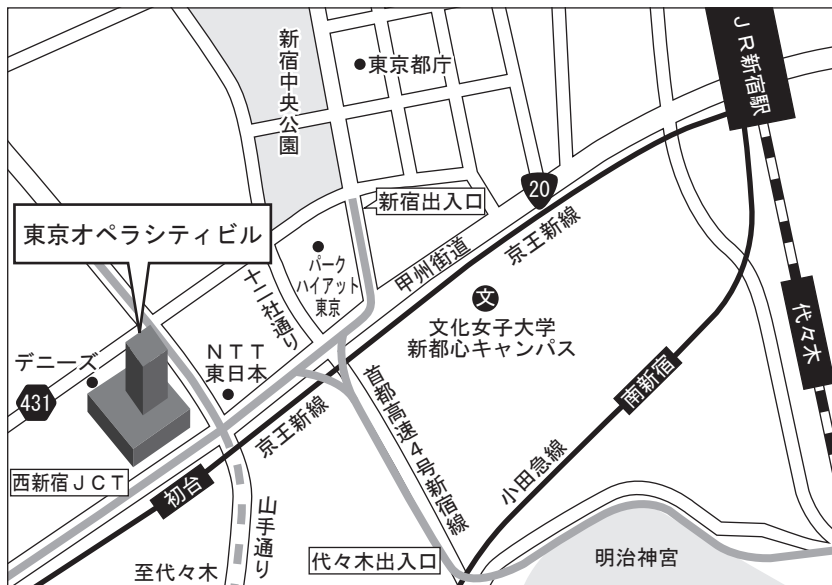 新宿中央公園
東京都庁
JR新宿駅
20
新宿出入口
東京オペラシティビル
パーク
ハイアット
東京
甲州街道
京王新線
十二社通り
文
文化女子大学
新都心キャンパス
代々木
デニーズ
NTT
東日本
431
南新宿
首都高速4号新宿線
京王新線
小田急線
西新宿JCT
初台
山手通り
代々木出入口
明治神宮
至代々木